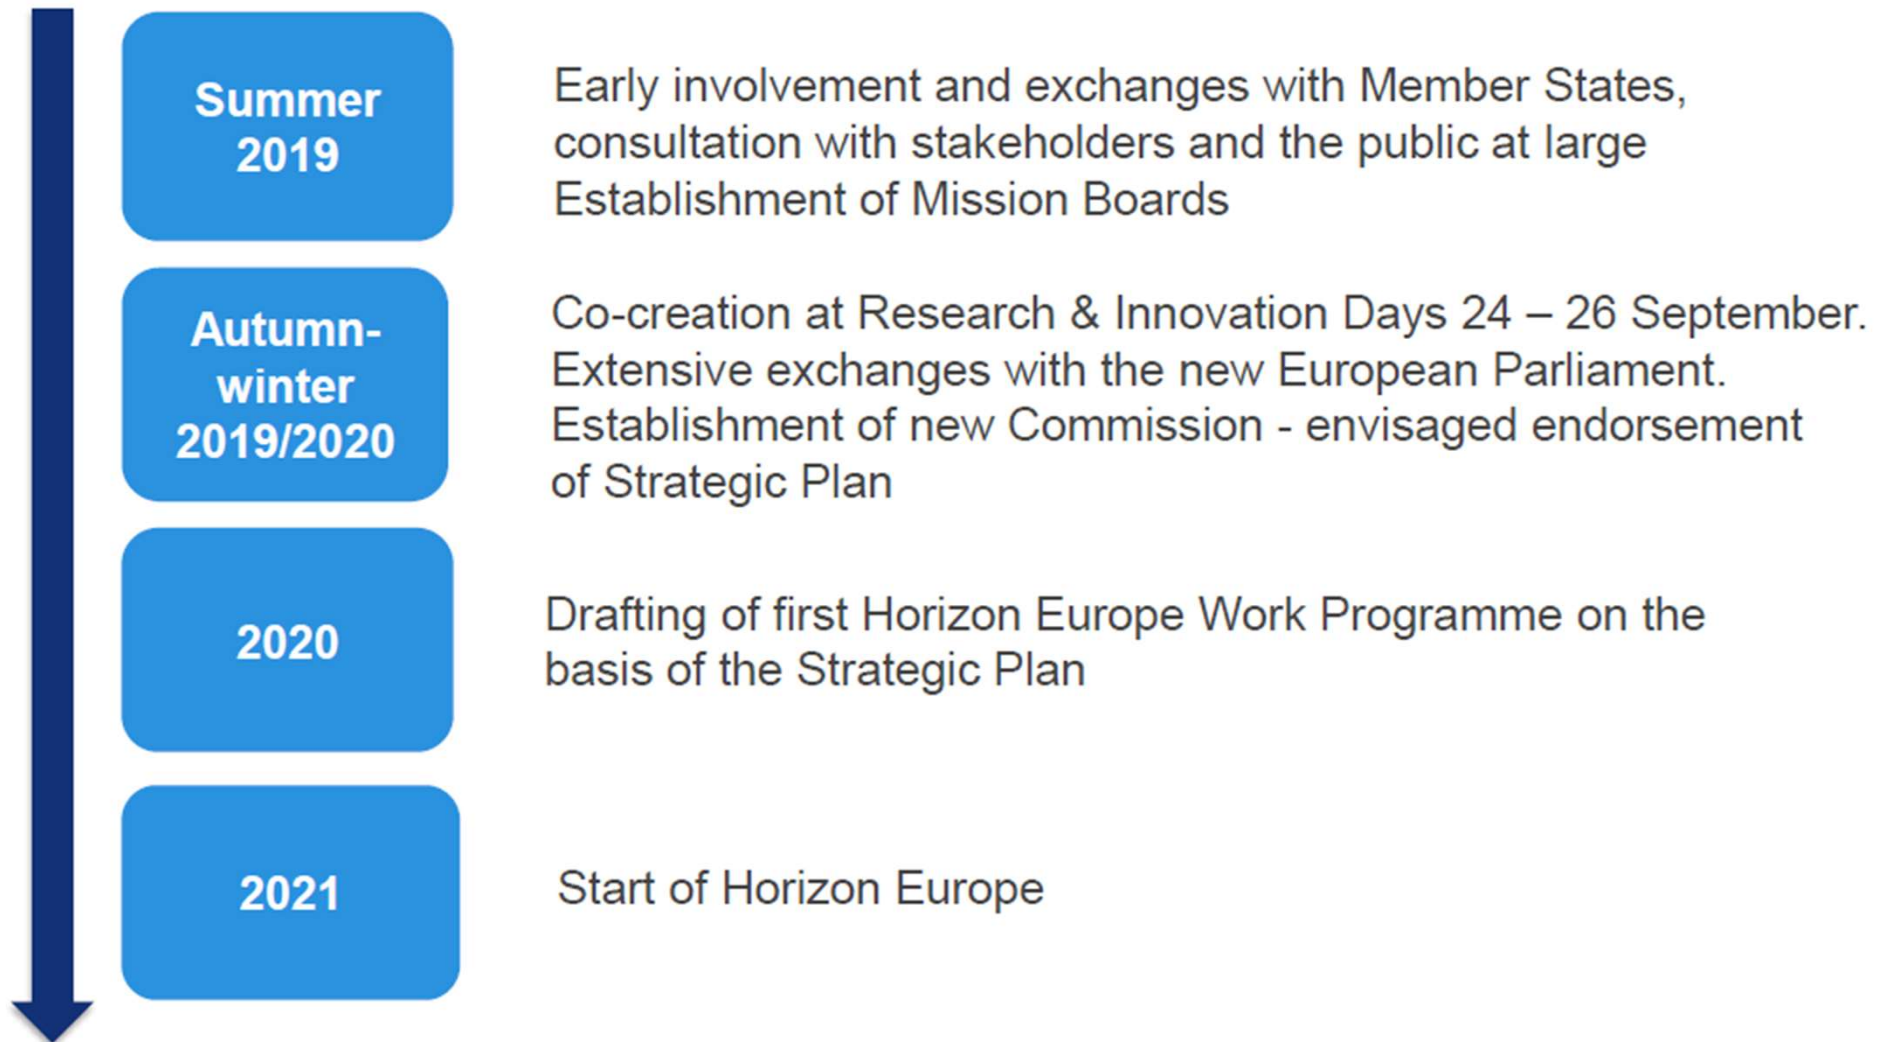 Summer
2019
Early involvement and exchanges with Member States,
consultation with stakeholders and the public at large
Establishment of Mission Boards
Autumn-
winter
2019/2020
Co-creation at Research & Innovation Days 24 – 26 September.
Extensive exchanges with the new European Parliament.
Establishment of new Commission - envisaged endorsement
of Strategic Plan
2020
Drafting of first Horizon Europe Work Programme on the
basis of the Strategic Plan
2021
Start of Horizon Europe